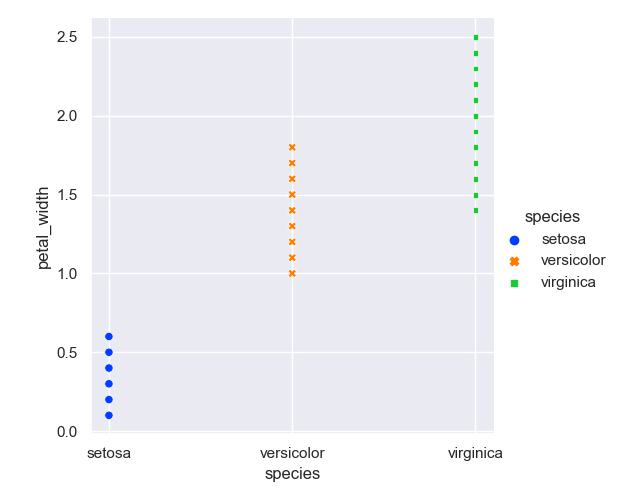 2.5
2.0
1.5
1.0
0.5
0.0
petal_width
setosa
versicolor
virginica
species
species
setosa
versicolor
virginica